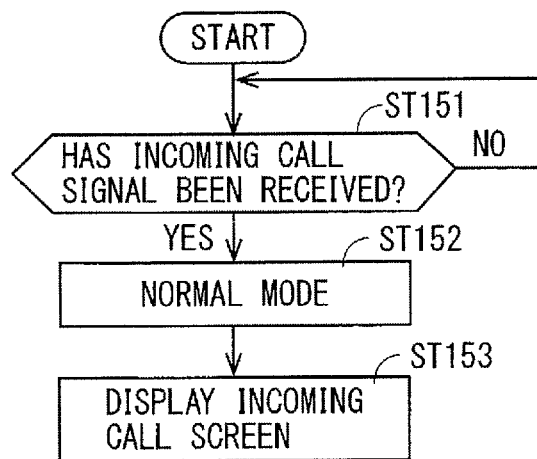 START
ST151
HAS INCOMING CALL
SIGNAL BEEN RECEIVED?
NO
YES
ST152
NORMAL MODE
ST153
DISPLAY INCOMING
CALL SCREEN